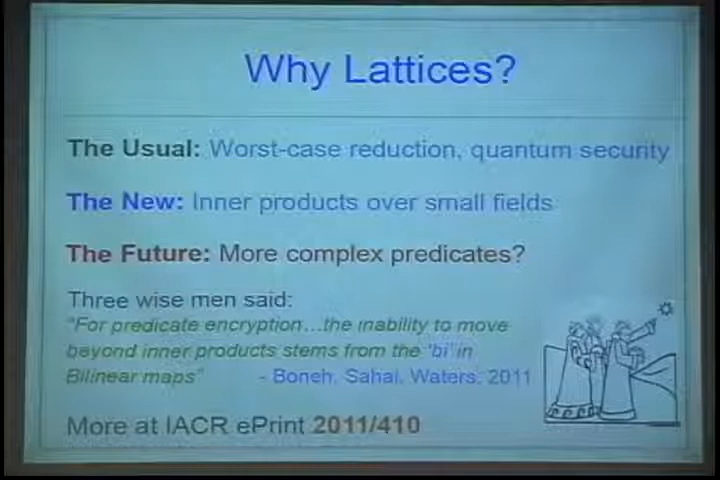 Why Lattices?
The Usual: Worst-case reduction, quantum security
The New: Inner products over small fields
The Future: More complex predicates?
Three wise men said:
"For predicate encryption…the inability to move
beyond inner products stems from the 'bi' in
Bilinear maps" - Boneh, Sahai, Waters, 2011
More at IACR ePrint 2011/410